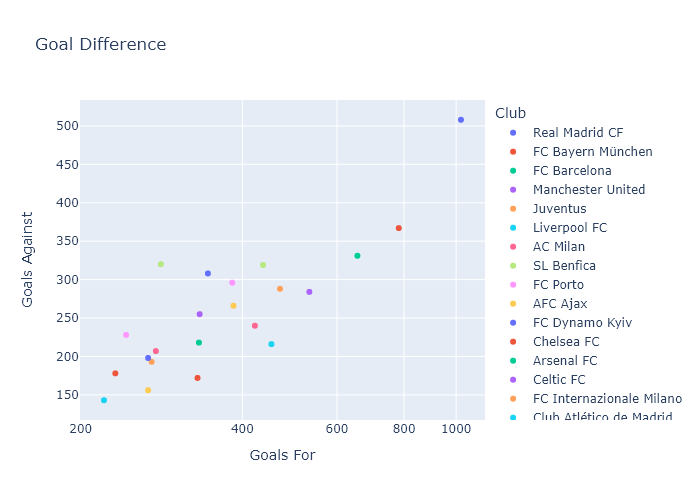 Goal Difference
Goals Against
500
450
400
350
300
250
200
150
200
400
600
800
1000
Goals For
Club
Real Madrid CF
FC Bayern München
FC Barcelona
Manchester United
Juventus
Liverpool FC
AC Milan
SL Benfica
FC Porto
AFC Ajax
FC Dynamo Kyiv
Chelsea FC
Arsenal FC
Celtic FC
FC Internazionale Milano
Club Atlético de Madrid